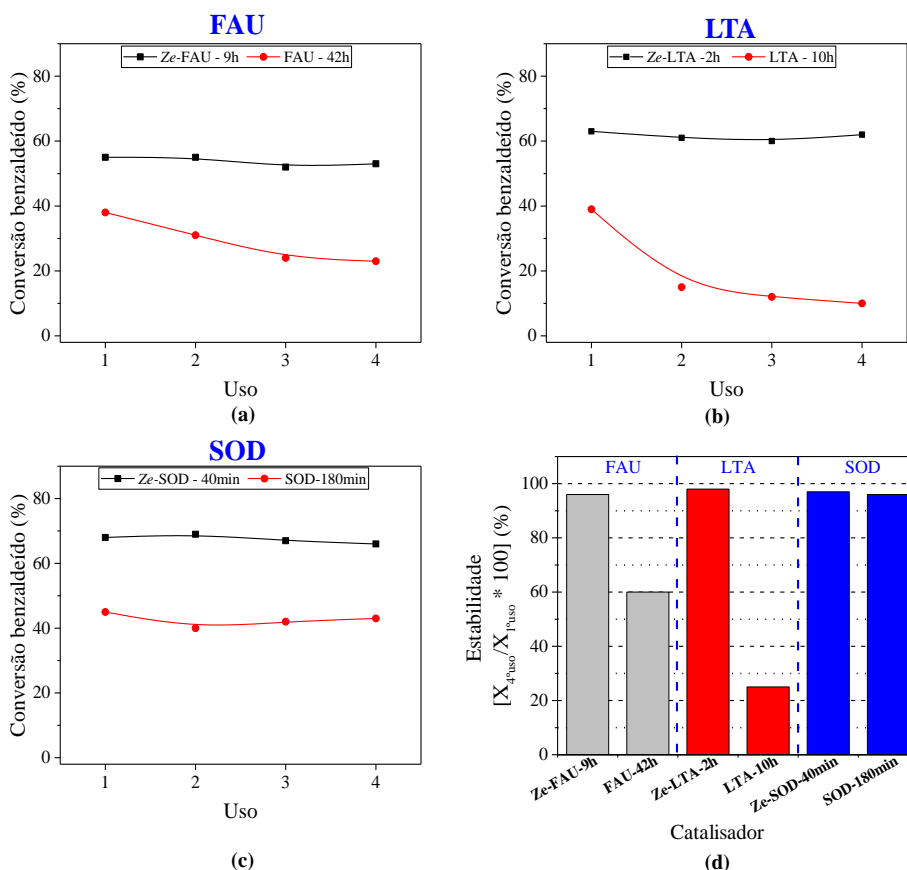 FAU
Ze-FAU - 9h FAU - 42h
Conversão benzaldeído (%)
80
60
40
20
0
1 2 3 4
Uso
(a)
LTA
Ze-LTA -2h LTA - 10h
Conversão benzaldeído (%)
80
60
40
20
0
1 2 3 4
Uso
(b)
SOD
Ze-SOD - 40min SOD-180min
Conversão benzaldeído (%)
80
60
40
20
0
1 2 3 4
Uso
(c)
FAU LTA SOD
Estabilidade
[X4ºuso/X1ºuso * 100] (%)
100
80
60
40
20
0
Ze-FAU-9h
FAU-42h
Ze-LTA-2h
LTA-10h
Ze-SOD-40min
SOD-180min
Catalisador
(d)